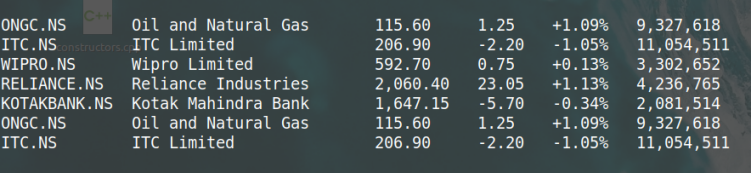 C++
ONGC.NS Oil and Natural Gas 115.60 1.25 +1.09% 9,327,618
constructors.cp
ITC.NS ITC Limited 206.90 -2.20 -1.05% 11,054,511
WIPRO.NS Wipro Limited 592.70 0.75 +0.13% 3,302,652
RELIANCE.NS Reliance Industries 2,060.40 23.05 +1.13% 4,236,765
KOTAKBANK.NS Kotak Mahindra Bank 1,647.15 -5.70 -0.34% 2,081,514
ONGC.NS Oil and Natural Gas 115.60 1.25 +1.09% 9,327,618
ITC.NS ITC Limited 206.90 -2.20 -1.05% 11,054,511